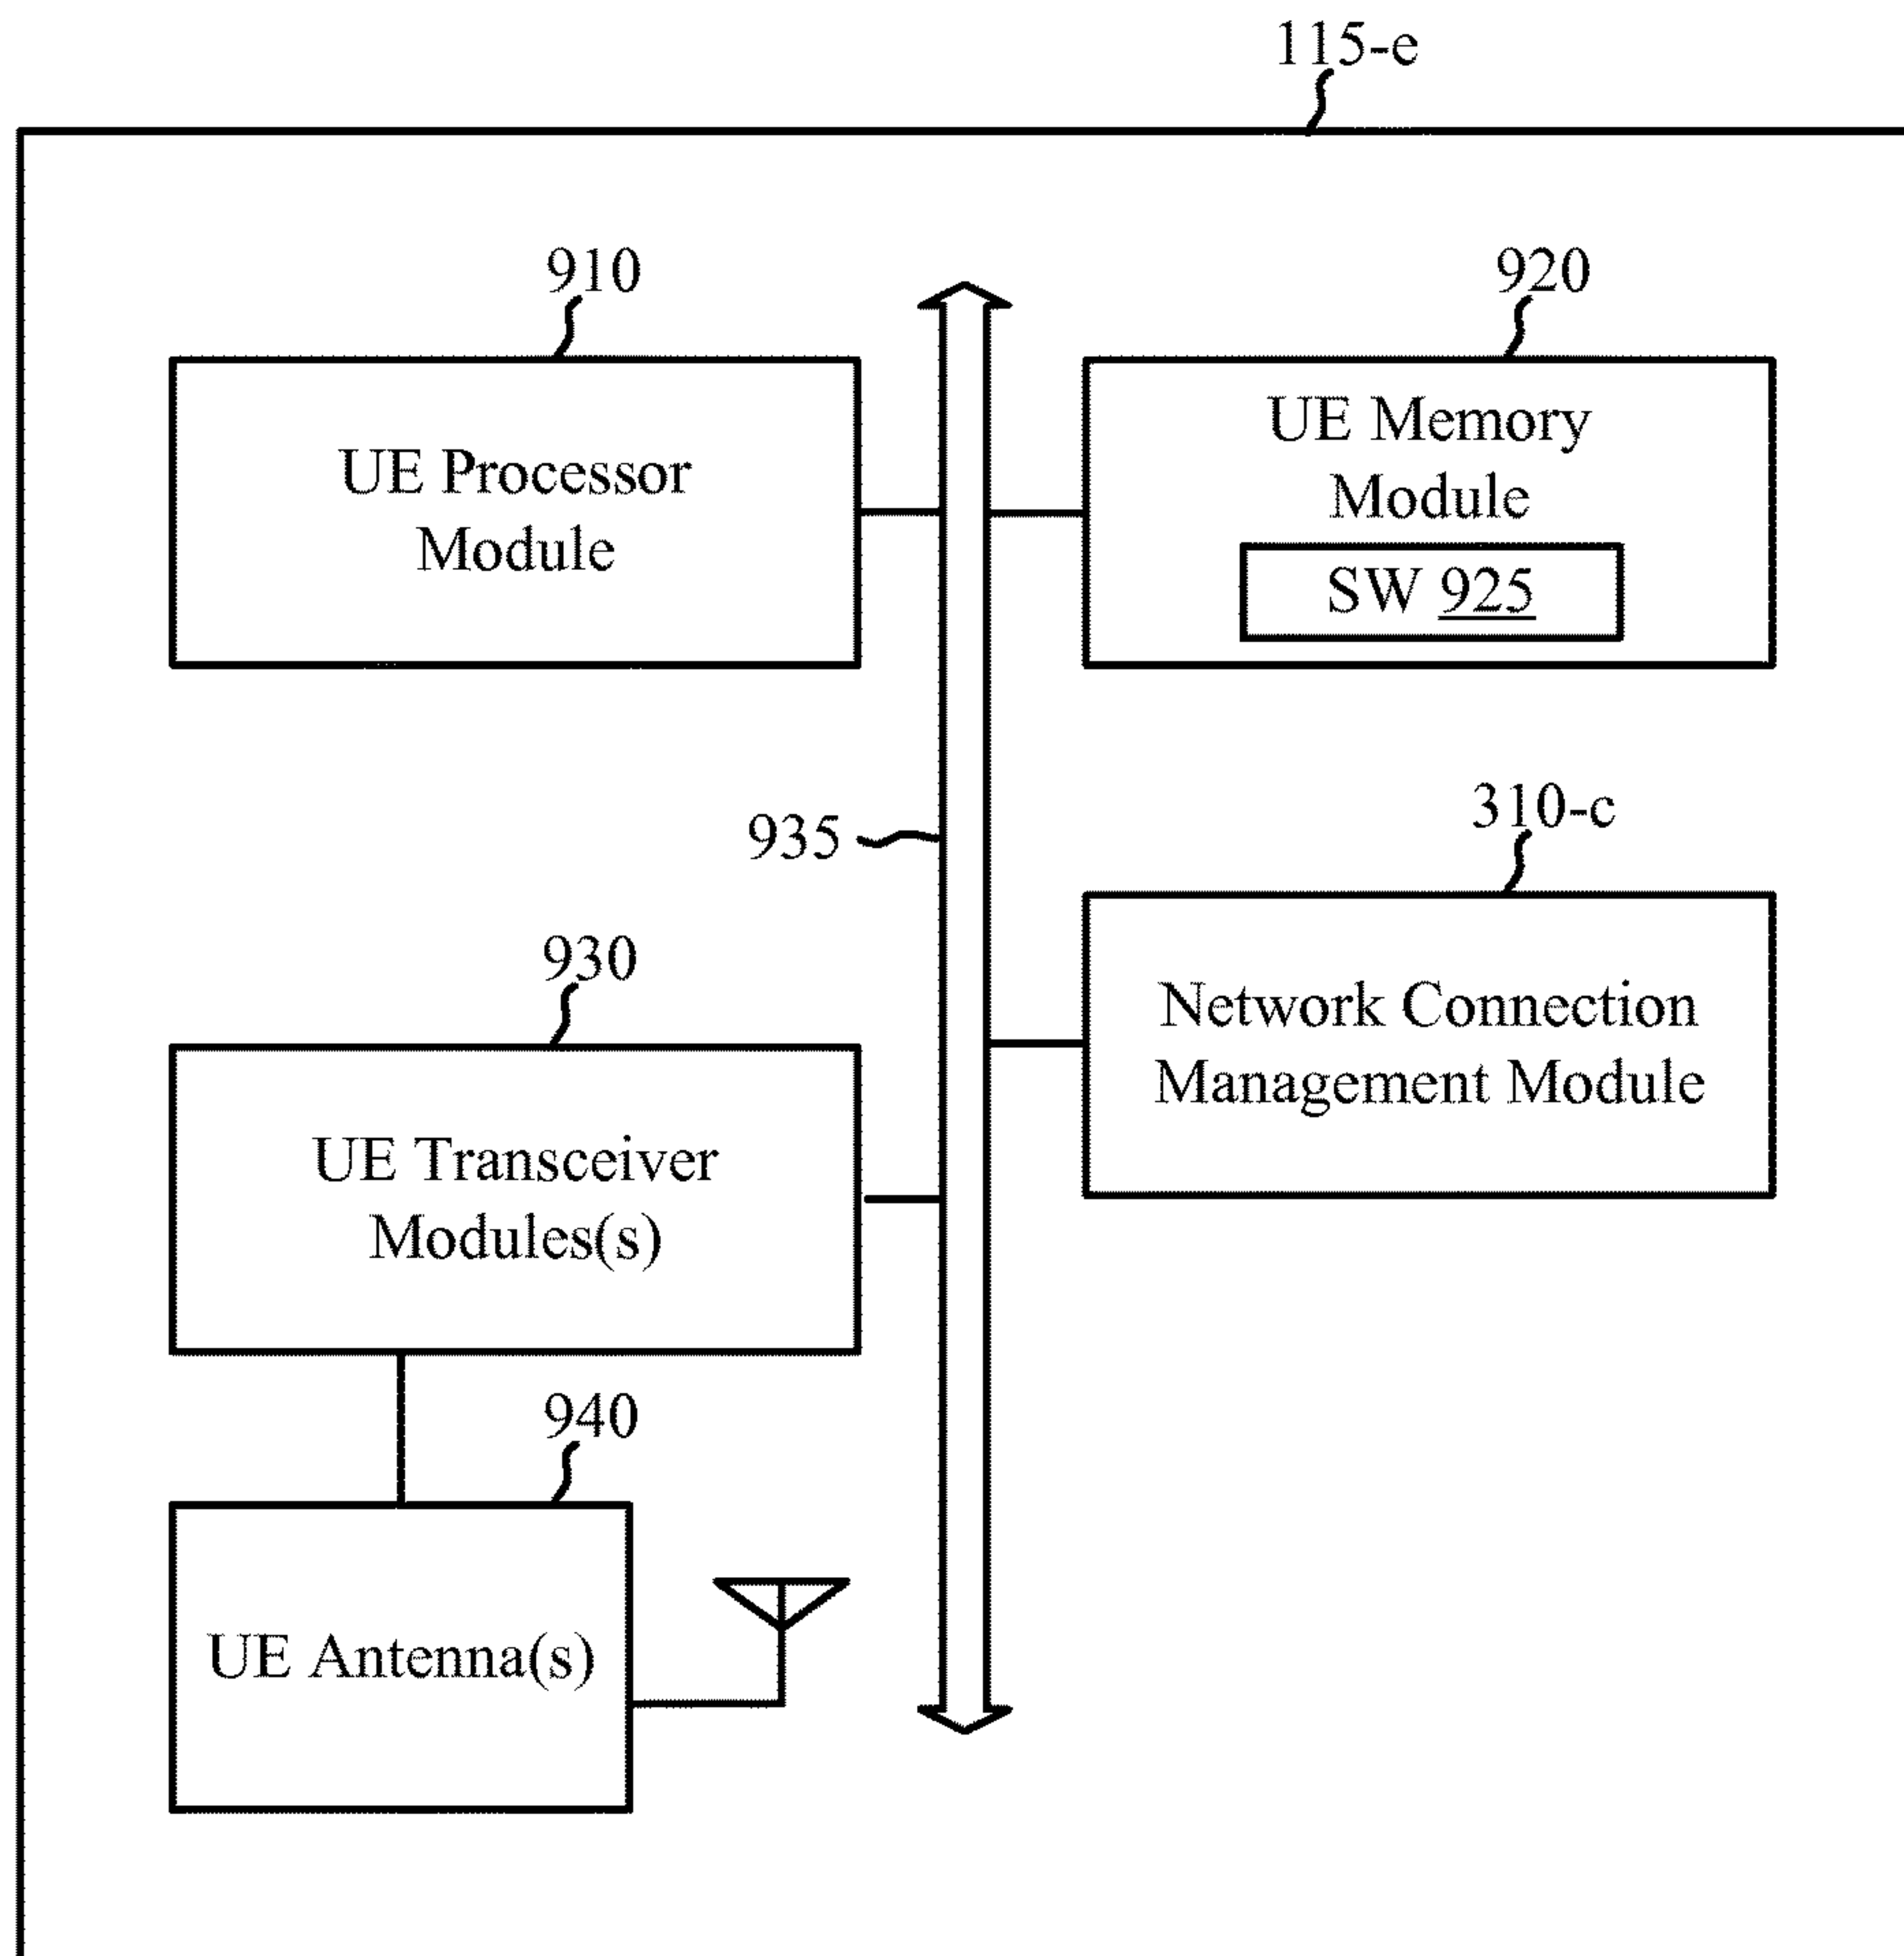 115-e
910
920
UE Processor
Module
UE Memory
Module
SW 925
935
310-c
930
Network Connection
Management Module
UE Transceiver
Modules(s)
940
UE Antenna(s)